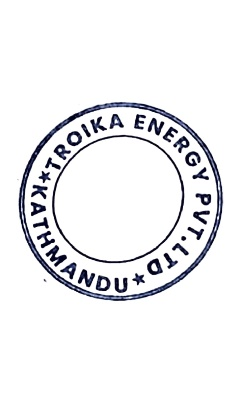 ★TROIKA ENERGY PVT.LTD★
KATHMANDU